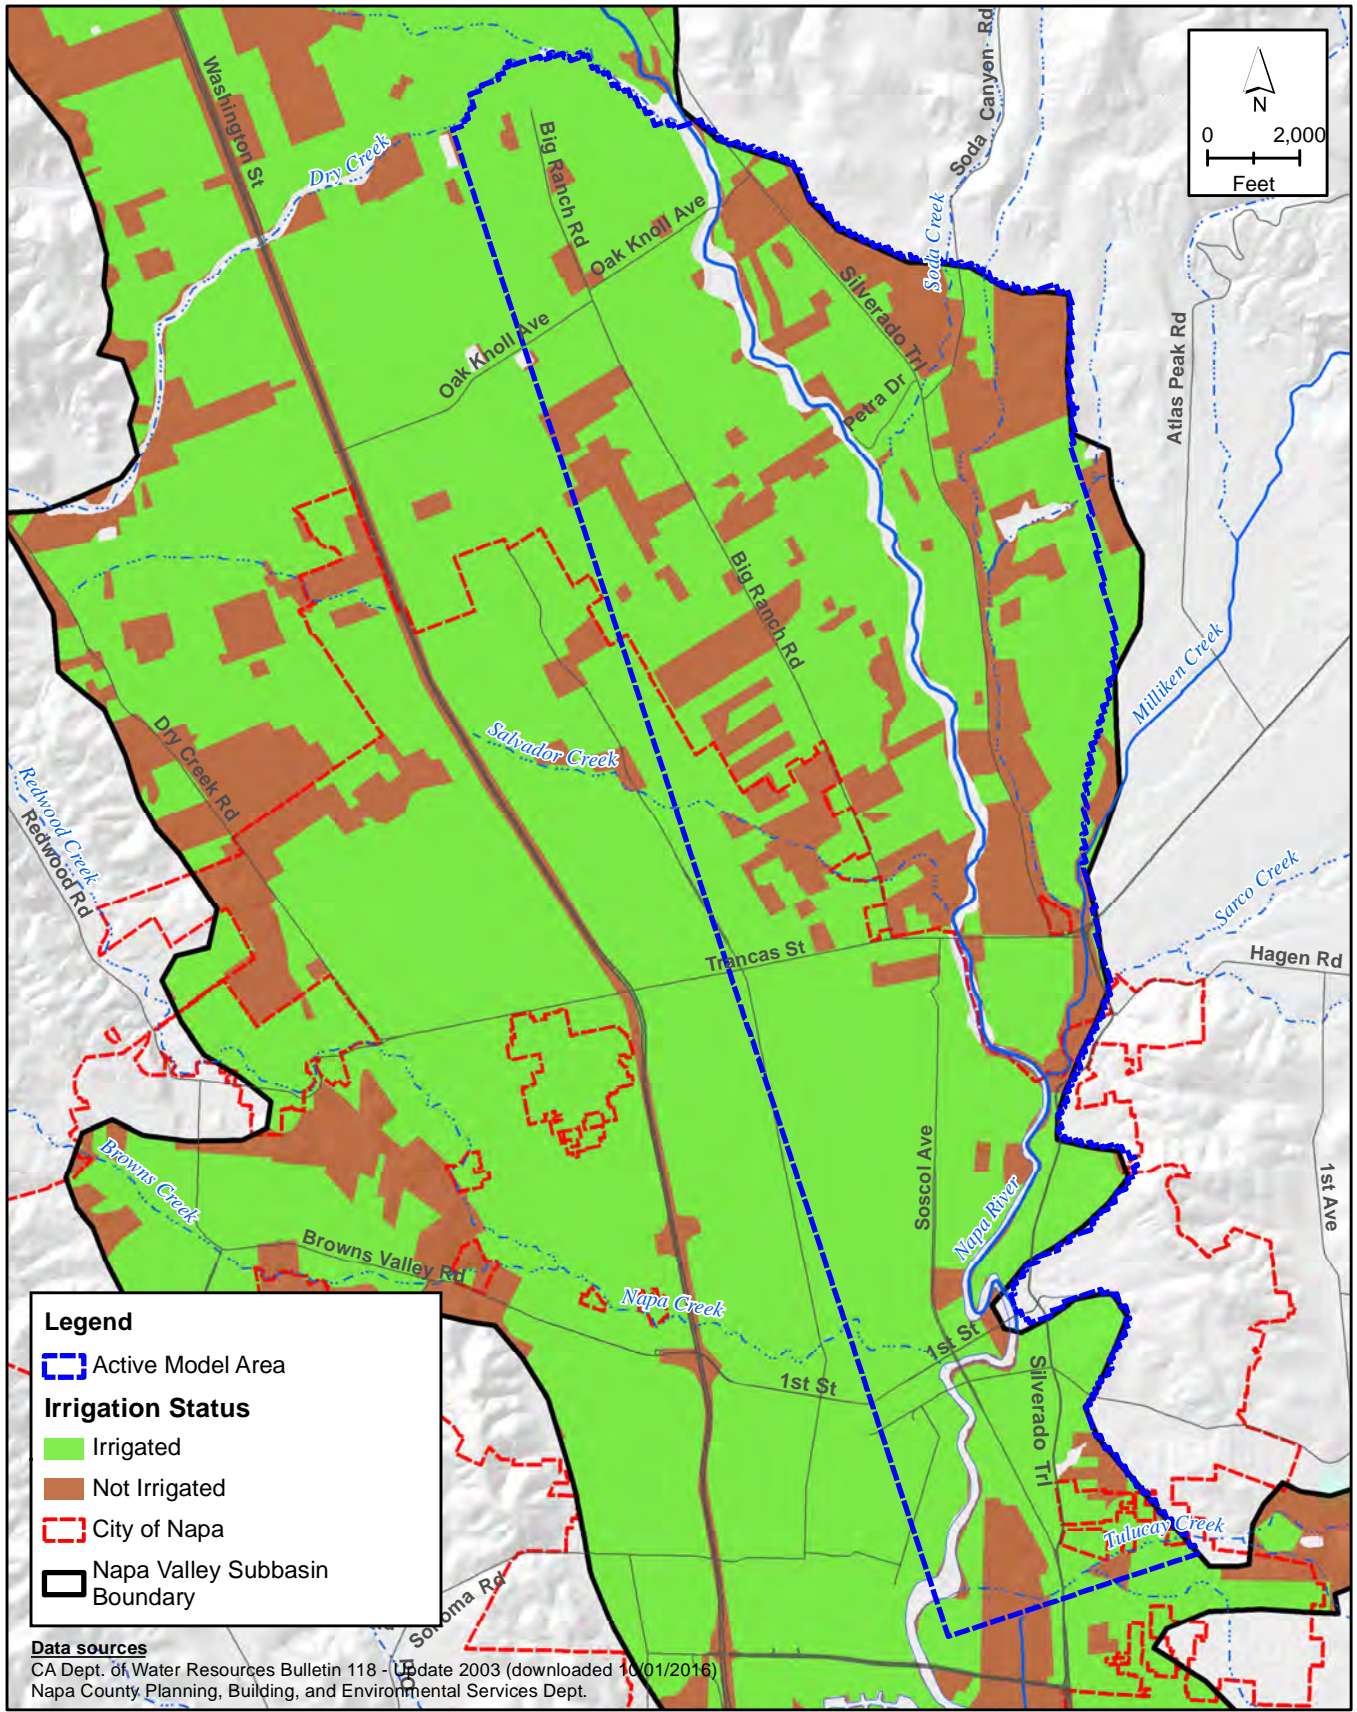 Washington St
Soda Canyon Rd
N
0 2,000
Feet
Dry Creek
Big Ranch Rd
Oak Knoll Ave
Soda Creek
Silverado Trl
Oak Knoll Ave
Petra Dr
Atlas Peak Rd
Big Ranch Rd
Milliken Creek
Salvador Creek
Dry Creek Rd
Redwood Creek
Redwood Rd
Sarco Creek
Trancas St
Hagen Rd
Soscol Ave
Napa River
1st Ave
Browns Creek
Browns Valley Rd
Napa Creek
1st St
1st St
Silverado Trl
Tulucay Creek
Legend
Active Model Area
Irrigation Status
Irrigated
Not Irrigated
City of Napa
Napa Valley Subbasin
Boundary
Rd
Data sources
CA Dept. of Water Resources Bulletin 118 - Update 2003 (downloaded 10/01/2016)
Napa County Planning, Building, and Environmental Services Dept.